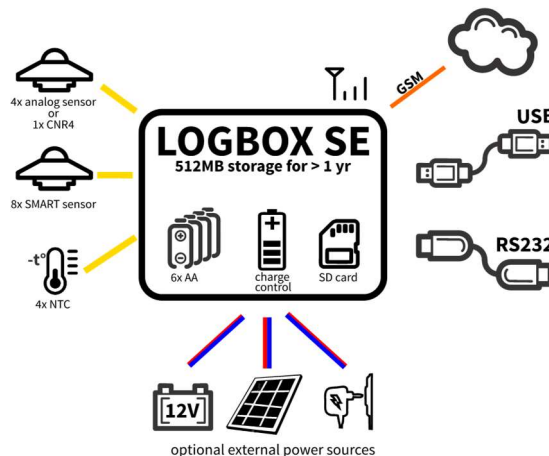 4x analog sensor
or
1x CNR4
8x SMART sensor
-t°
4x NTC
LOGBOX SE
512MB storage for > 1 yr
6x AA
charge
control
SD card
GSM
USB
RS232
12V
optional external power sources